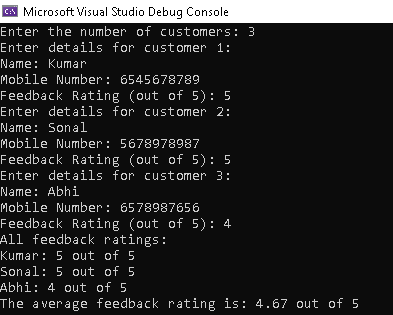 Microsoft Visual Studio Debug Console
Enter the number of customers: 3
Enter details for customer 1:
Name: Kumar
Mobile Number: 6545678789
Feedback Rating (out of 5): 5
Enter details for customer 2:
Name: Sonal
Mobile Number: 5678978987
Feedback Rating (out of 5): 5
Enter details for customer 3:
Name: Abhi
Mobile Number: 6578987656
Feedback Rating (out of 5): 4
All feedback ratings:
Kumar: 5 out of 5
Sonal: 5 out of 5
Abhi: 4 out of 5
The average feedback rating is: 4.67 out of 5